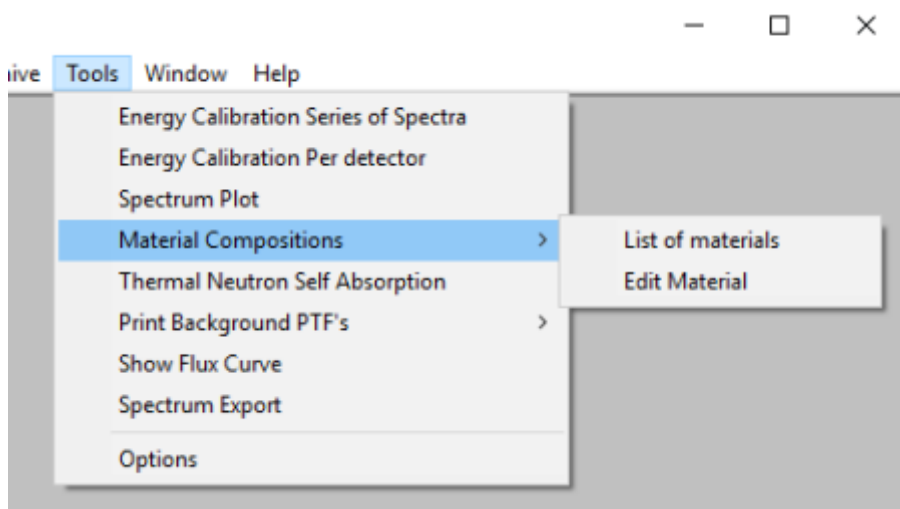 Tools Window Help
Energy Calibration Series of Spectra
Energy Calibration Per detector
Spectrum Plot
Material Compositions
List of materials
Thermal Neutron Self Absorption
Edit Material
Print Background PTF's
Show Flux Curve
Spectrum Export
Options